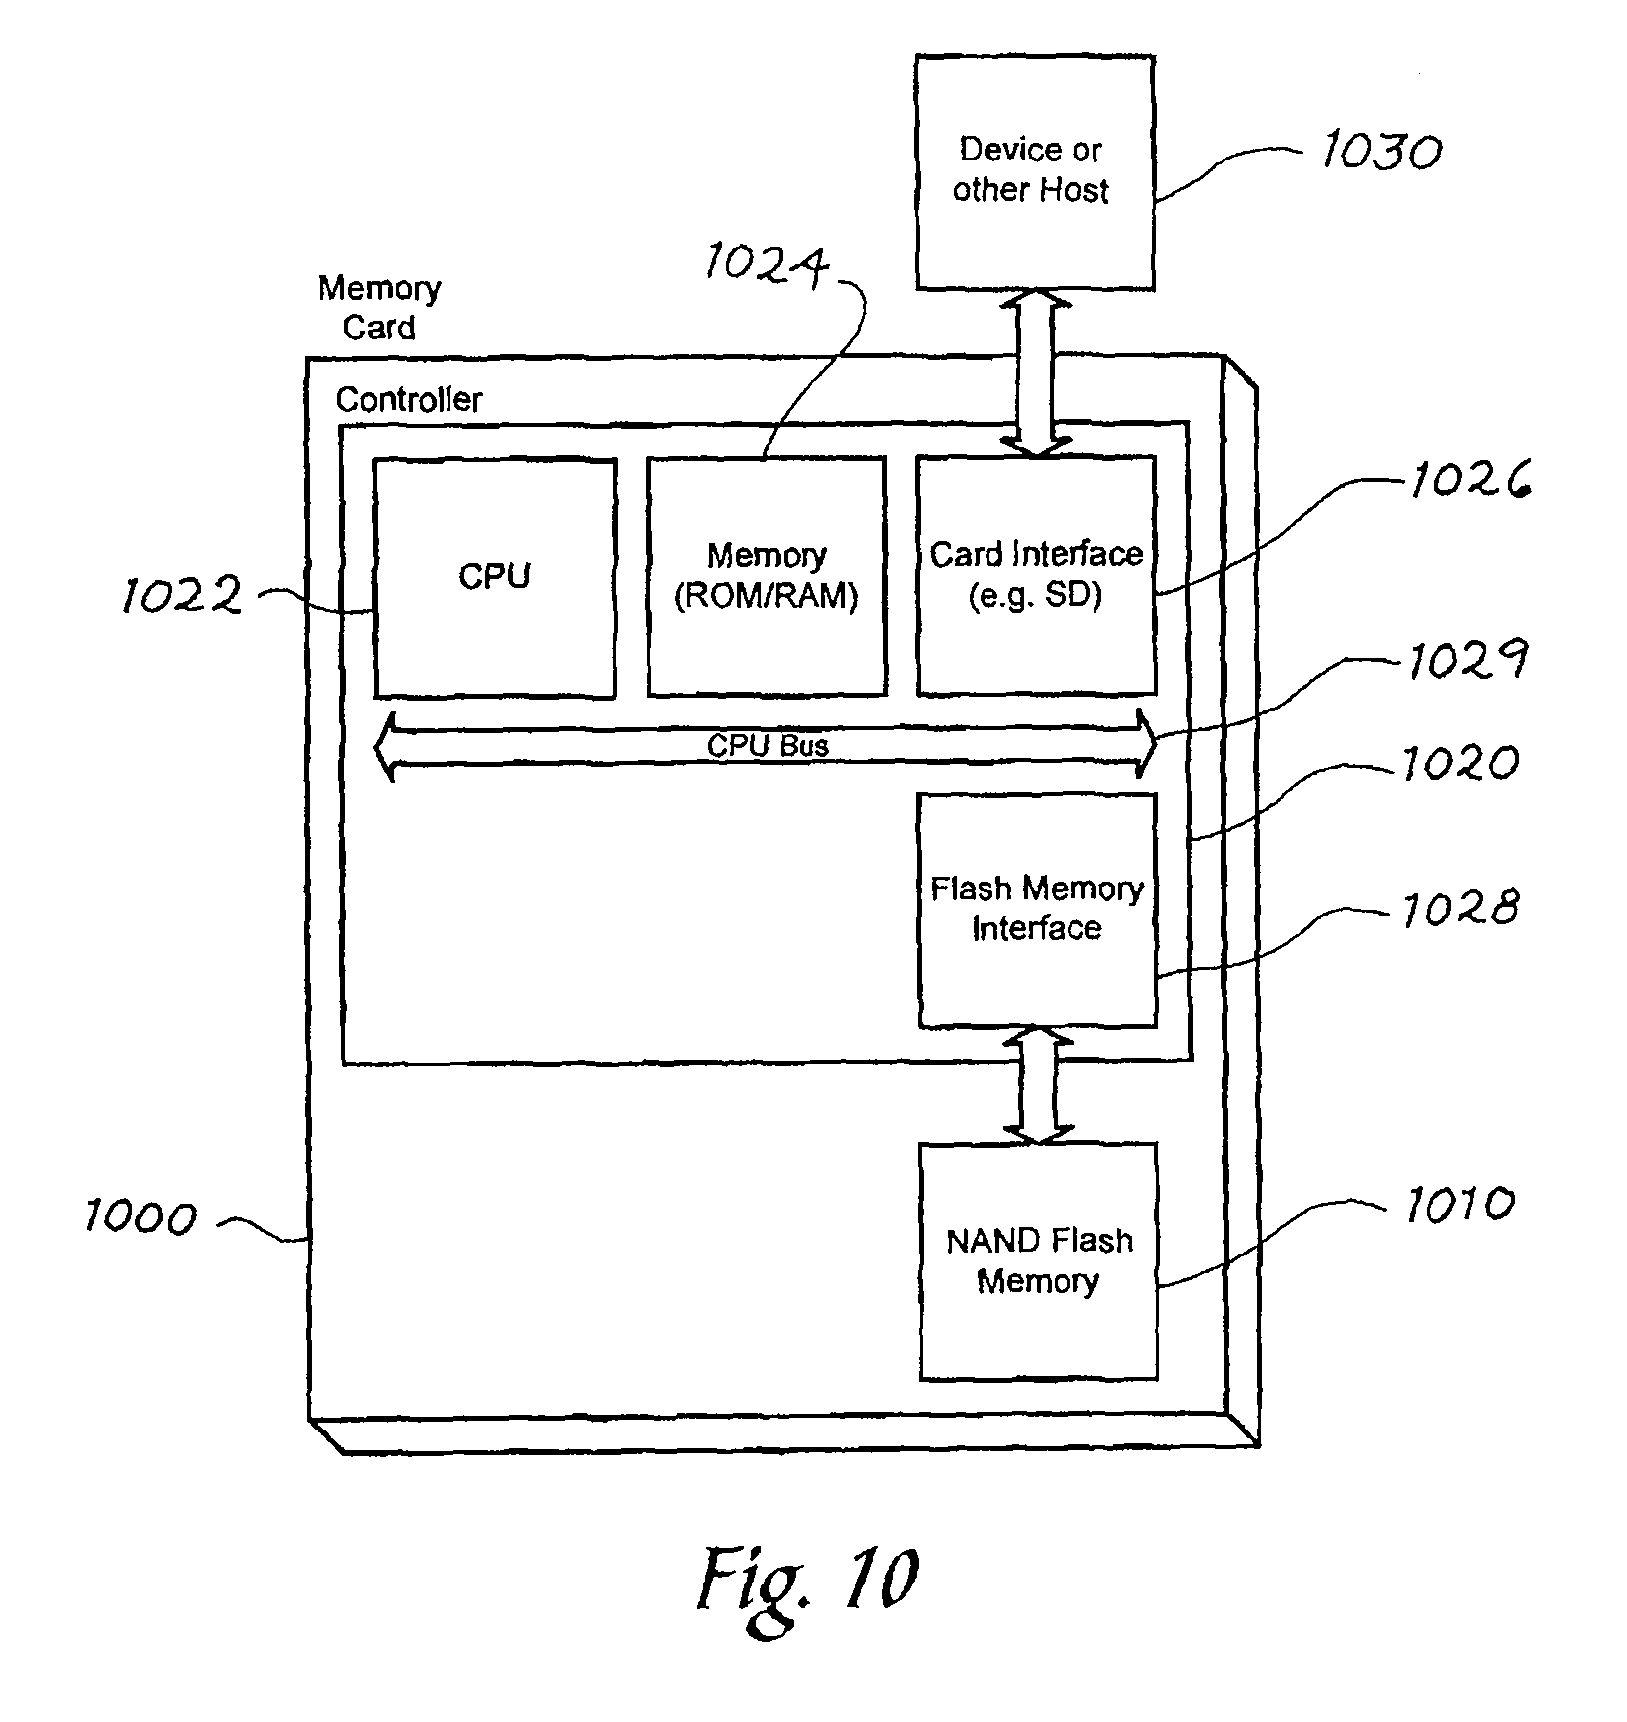 Device or
other Host
1030
1024
Memory
Card
Controller
CPU
Memory
(ROM/RAM)
Card Interface
(e.g. SD)
1026
1022
1029
CPU Bus
1020
Flash Memory
Interface
1028
1000
NAND Flash
Memory
1010
Fig. 10